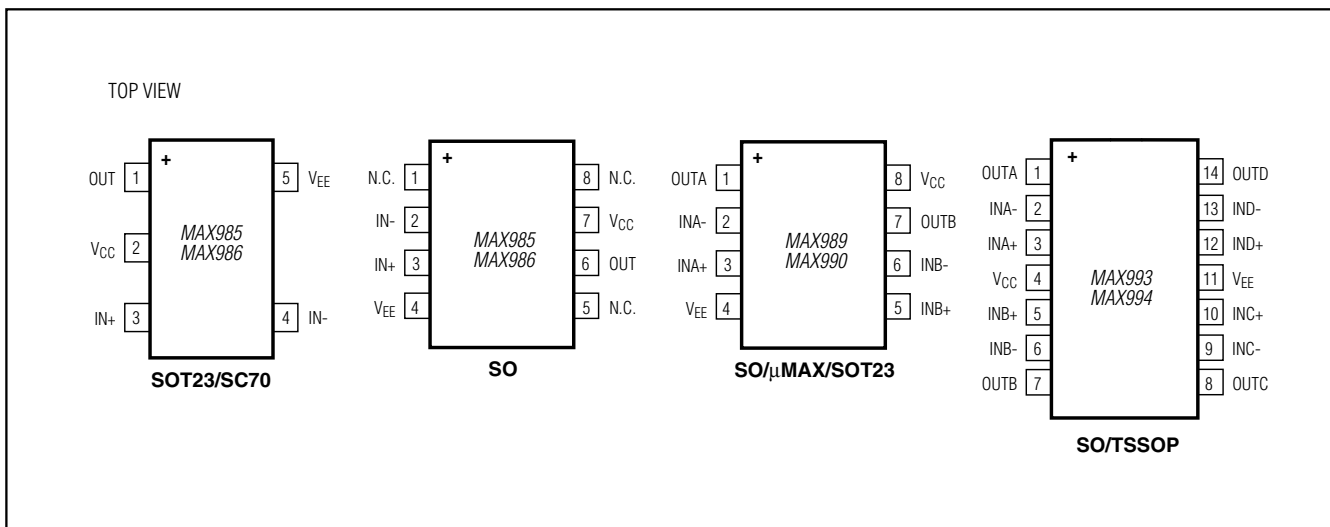 TOP VIEW
+
OUT 1
VCC 2
IN+ 3
5 VEE
4 IN-
MAX985
MAX986
SOT23/SC70
+
N.C. 1
IN- 2
IN+ 3
VEE 4
8 N.C.
7 VCC
6 OUT
5 N.C.
MAX985
MAX986
SO
+
OUTA 1
INA- 2
INA+ 3
VEE 4
8 VCC
7 OUTB
6 INB-
5 INB+
MAX989
MAX990
SO/µMAX/SOT23
+
OUTA 1
INA- 2
INA+ 3
VCC 4
INB+ 5
INB- 6
OUTB 7
14 OUTD
13 IND-
12 IND+
11 VEE
10 INC+
9 INC-
8 OUTC
MAX993
MAX994
SO/TSSOP